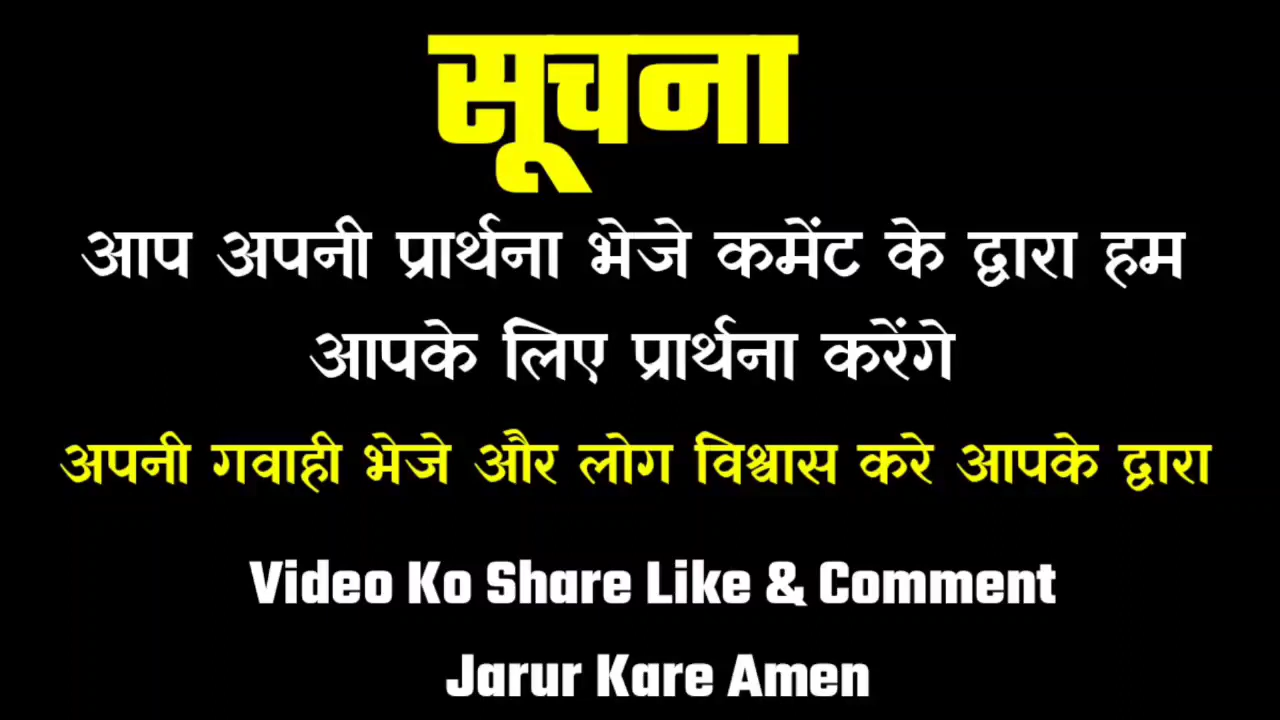 सूचना
आप अपनी प्रार्थना भेजे कमेंट के द्वारा हम
आपके लिए प्रार्थना करेंगे
अपनी गवाही भेजे और लोग विश्वास करे आपके द्वारा
Video Ko Share Like & Comment
Jarur Kare Amen